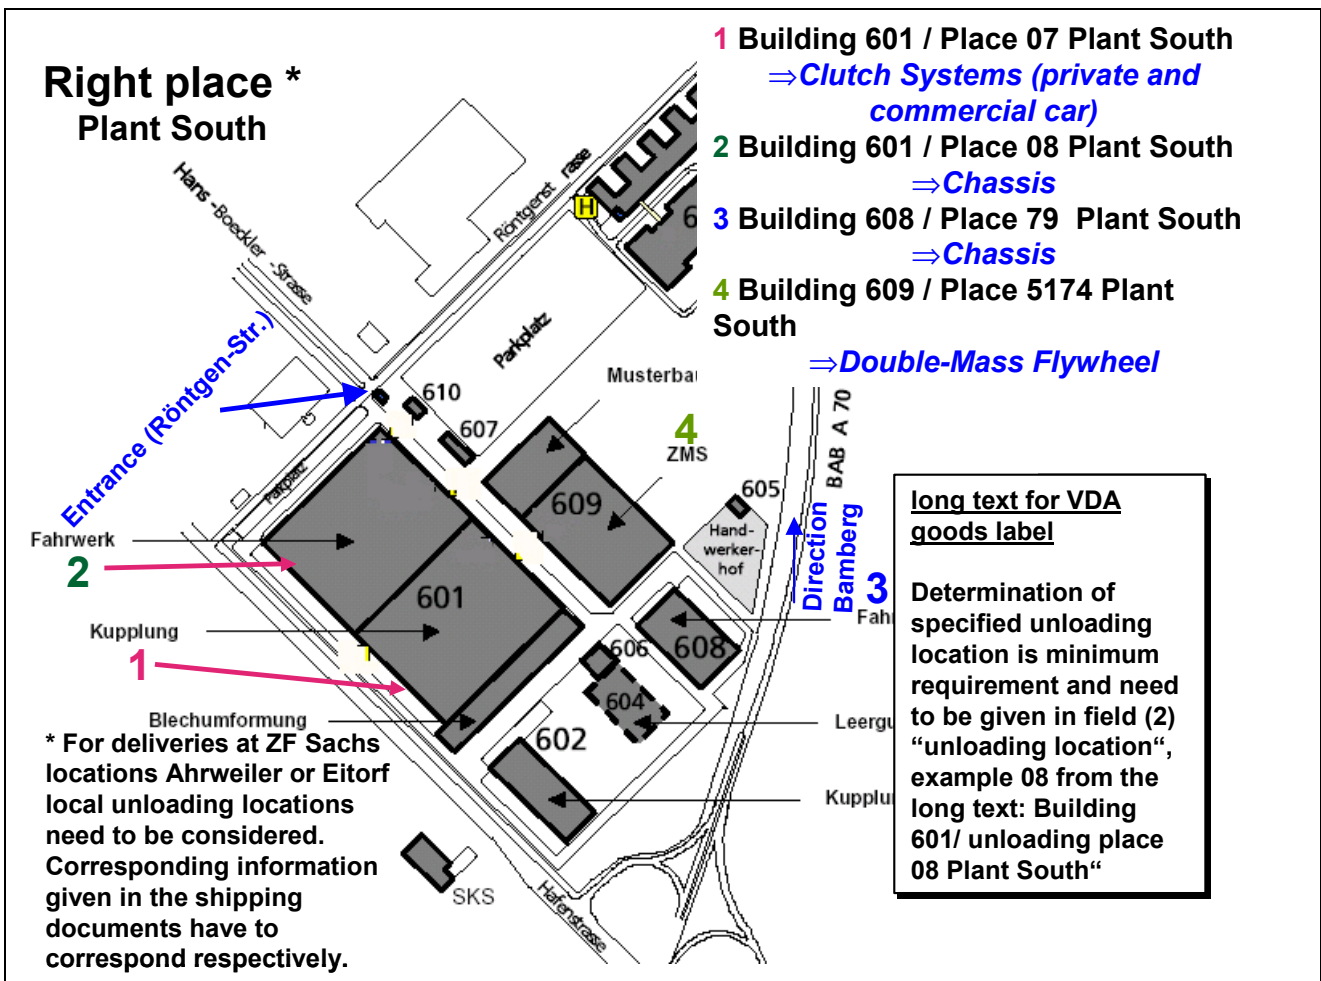 Right place *
Plant South
1 Building 601 / Place 07 Plant South
⇒Clutch Systems (private and
commercial car)
2 Building 601 / Place 08 Plant South
⇒Chassis
3 Building 608 / Place 79  Plant South
⇒Chassis
4 Building 609 / Place 5174 Plant
South
⇒Double-Mass Flywheel
Hans -Boeckler -Strasse
Röntgenst rasse
H
Parkplatz
Entrance (Röntgen-Str.)
610
607
Musterbau
4
ZMS
609
605
Hand-
werker-
hof
BAB A 70
Direction
Bamberg
3
Parkplatz
Fahrwerk
2
601
Kupplung
1
Blechumformung
606
608
604
602
Fahr
Leergu
Kupplun
SKS
Hafenstrasse
* For deliveries at ZF Sachs
locations Ahrweiler or Eitorf
local unloading locations
need to be considered.
Corresponding information
given in the shipping
documents have to
correspond respectively.
long text for VDA
goods label
Determination of
specified unloading
location is minimum
requirement and need
to be given in field (2)
“unloading location“,
example 08 from the
long text: Building
601/ unloading place
08 Plant South“